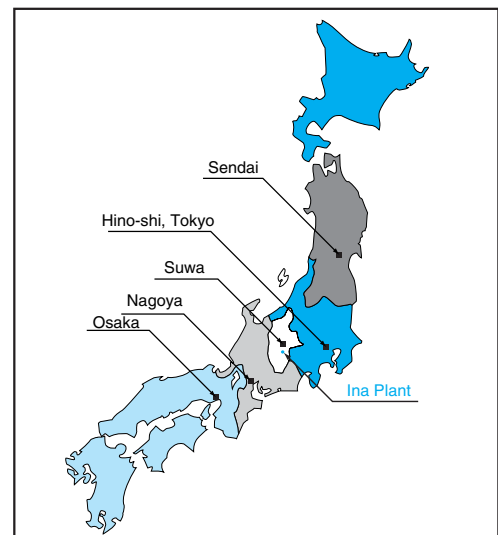 Sendai
Hino-shi, Tokyo
Suwa
Nagoya
Osaka
Ina Plant